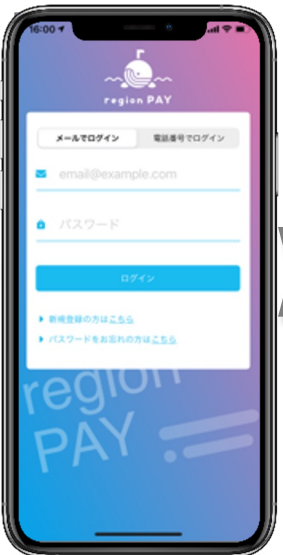 16:00
region PAY
メールでログイン
電話番号でログイン
email@example.com
パスワード
ログイン
新規登録の方はこちら
パスワードをお忘れの方はこちら
region
PAY